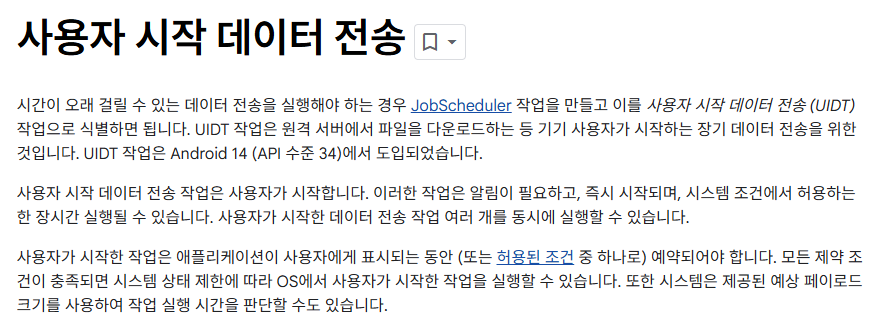 사용자 시작 데이터 전송
시간이 오래 걸릴 수 있는 데이터 전송을 실행해야 하는 경우 JobScheduler 작업을 만들고 이를 사용자 시작 데이터 전송 (UIDT)
작업으로 식별하면 됩니다. UIDT 작업은 원격 서버에서 파일을 다운로드하는 등 기기 사용자가 시작하는 장기 데이터 전송을 위한
것입니다. UIDT 작업은 Android 14 (API 수준 34)에서 도입되었습니다.
사용자 시작 데이터 전송 작업은 사용자가 시작합니다. 이러한 작업은 알림이 필요하고, 즉시 시작되며, 시스템 조건에서 허용하는
한 장시간 실행될 수 있습니다. 사용자가 시작한 데이터 전송 작업 여러 개를 동시에 실행할 수 있습니다.
사용자가 시작한 작업은 애플리케이션이 사용자에게 표시되는 동안 (또는 허용된 조건 중 하나로) 예약되어야 합니다. 모든 제약 조
건이 충족되면 시스템 상태 제한에 따라 OS에서 사용자가 시작한 작업을 실행할 수 있습니다. 또한 시스템은 제공된 예상 페이로드
크기를 사용하여 작업 실행 시간을 판단할 수도 있습니다.